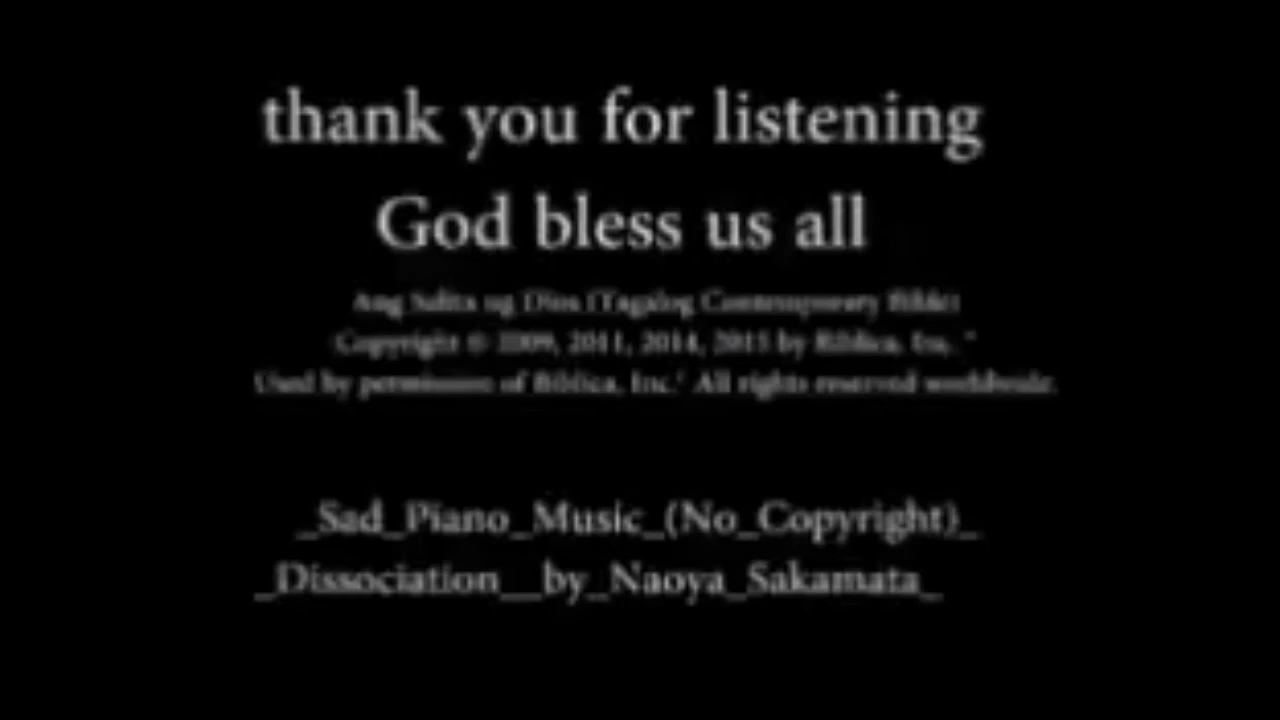 thank you for listening
God bless us all
Ang Salita ng Dios (Tagalog Contemporary Bible)
Copyright © 2009, 2011, 2014, 2015 by Biblica, Inc.
Used by permission of Biblica, Inc. All rights reserved worldwide.
_Sad_Piano_Music_(No_Copyright)_
_Dissociation__by_Naoya_Sakamata_